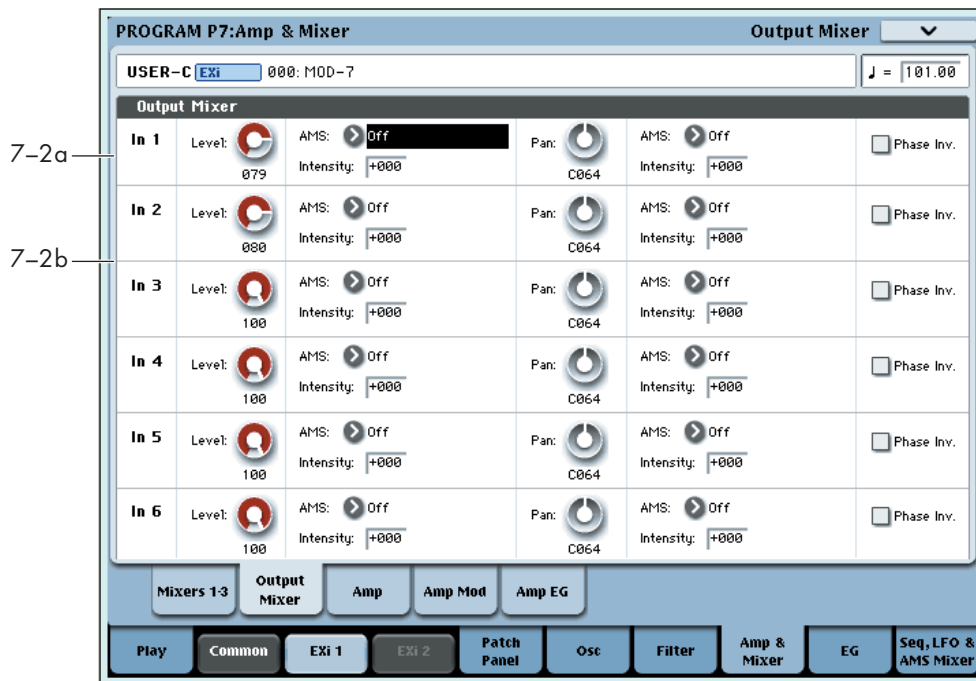 PROGRAM P7:Amp & Mixer Output Mixer
USER-C EXi 000: MOD-7 ♩ = 101.00
Output Mixer
7-2a
In 1 Level: 079 AMS: Off Intensity: +000 Pan: C064 AMS: Off Intensity: +000 Phase Inv.
In 2 Level: 080 AMS: Off Intensity: +000 Pan: C064 AMS: Off Intensity: +000 Phase Inv.
7-2b
In 3 Level: 100 AMS: Off Intensity: +000 Pan: C064 AMS: Off Intensity: +000 Phase Inv.
In 4 Level: 100 AMS: Off Intensity: +000 Pan: C064 AMS: Off Intensity: +000 Phase Inv.
In 5 Level: 100 AMS: Off Intensity: +000 Pan: C064 AMS: Off Intensity: +000 Phase Inv.
In 6 Level: 100 AMS: Off Intensity: +000 Pan: C064 AMS: Off Intensity: +000 Phase Inv.
Mixers 1-3 Output Mixer Amp Amp Mod Amp EG
Play Common EXi 1 EXi 2 Patch Panel Osc Filter Amp & Mixer EG Seq, LFO & AMS Mixer